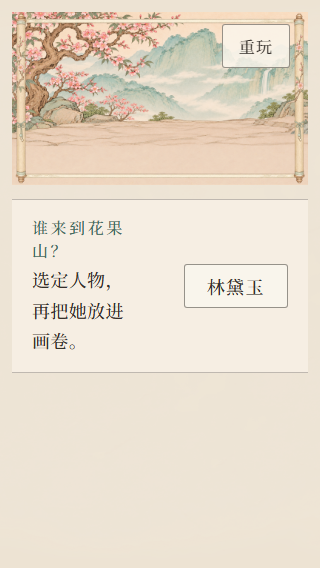 重玩
谁来到花果
山？
选定人物，
再把她放进
画卷。
林黛玉